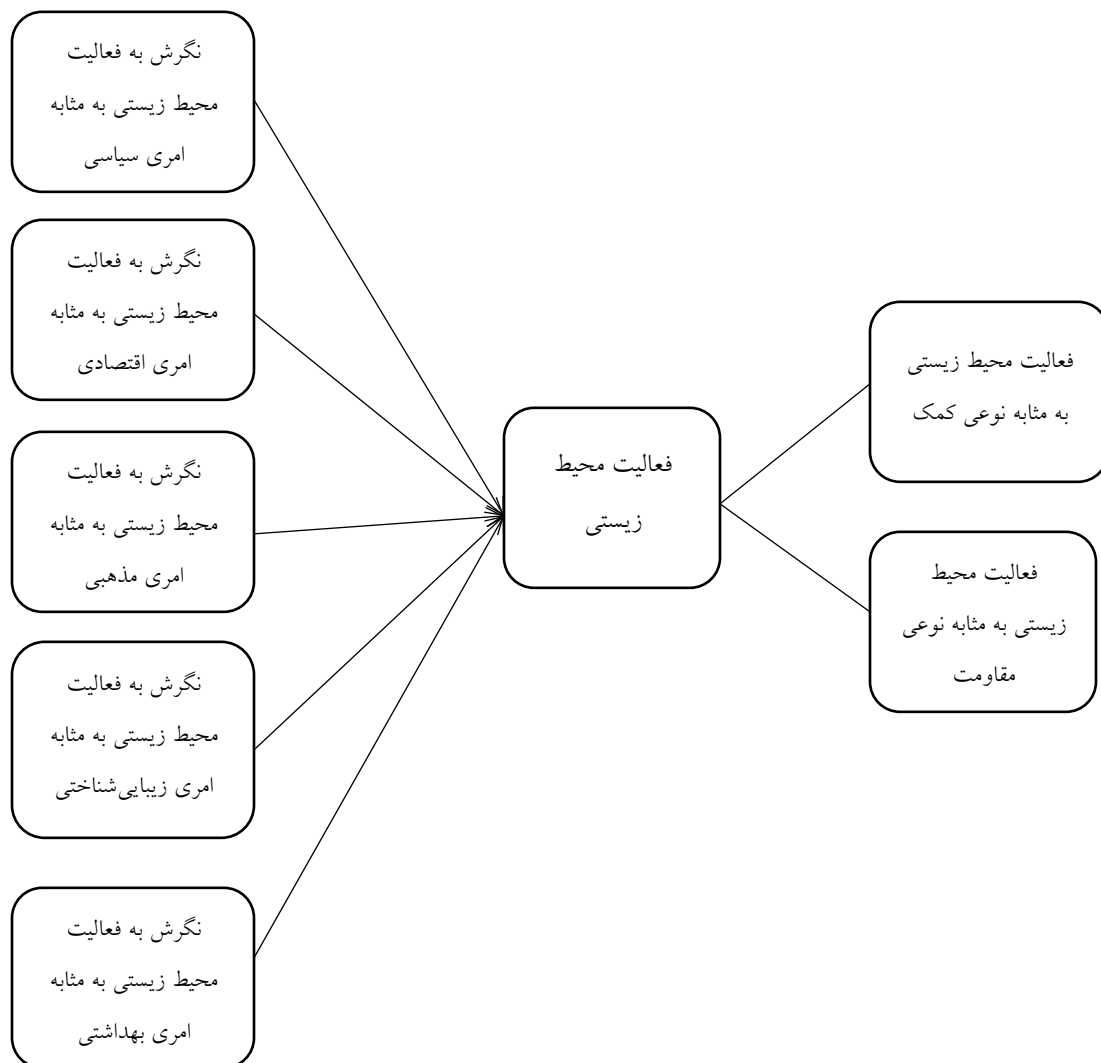 نگرش به فعالیت
محیط زیستی به مثابه
امری سیاسی
نگرش به فعالیت
محیط زیستی به مثابه
امری اقتصادی
نگرش به فعالیت
محیط زیستی به مثابه
امری مذهبی
نگرش به فعالیت
محیط زیستی به مثابه
امری زیبایی‌شناختی
نگرش به فعالیت
محیط زیستی به مثابه
امری بهداشتی
فعالیت محیط
زیستی
فعالیت محیط زیستی
به مثابه نوعی کمک
فعالیت محیط
زیستی به مثابه نوعی
مقاومت